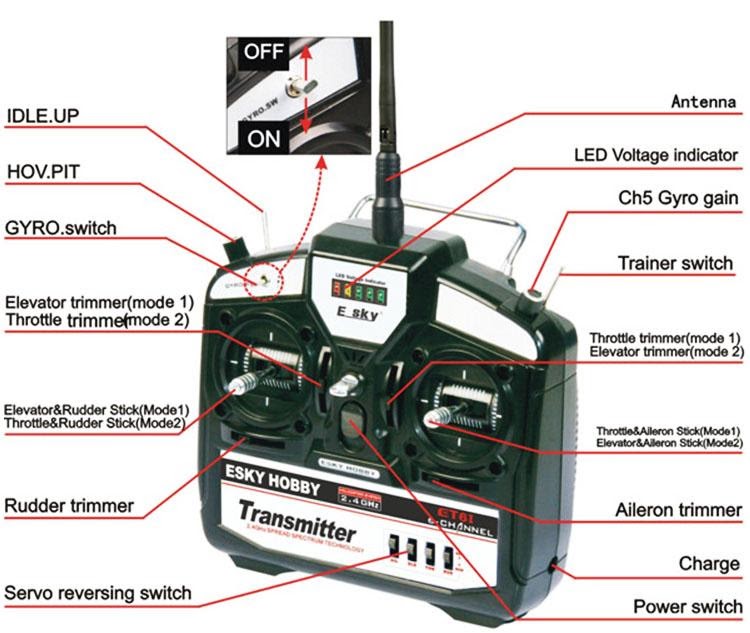 OFF
GYRO.SW
ON
IDLE.UP
HOV.PIT
GYRO.switch
Elevator trimmer(mode 1)
Throttle trimmer(mode 2)
Elevator&Rudder Stick(Mode1)
Throttle&Rudder Stick(Mode2)
Rudder trimmer
Servo reversing switch
Antenna
LED Voltage indicator
Ch5 Gyro gain
Trainer switch
Throttle trimmer(mode 1)
Elevator trimmer(mode 2)
Throttle&Aileron Stick(Mode1)
Elevator&Aileron Stick(Mode2)
Aileron trimmer
Charge
Power switch
LED Voltage Indicator
E_sky
ESKY HOBBY
ESKY HOBBY
2.4GHz
ET6I
6-CHANNEL
Transmitter
2.4GHz SPREAD SPECTRUM TECHNOLOGY